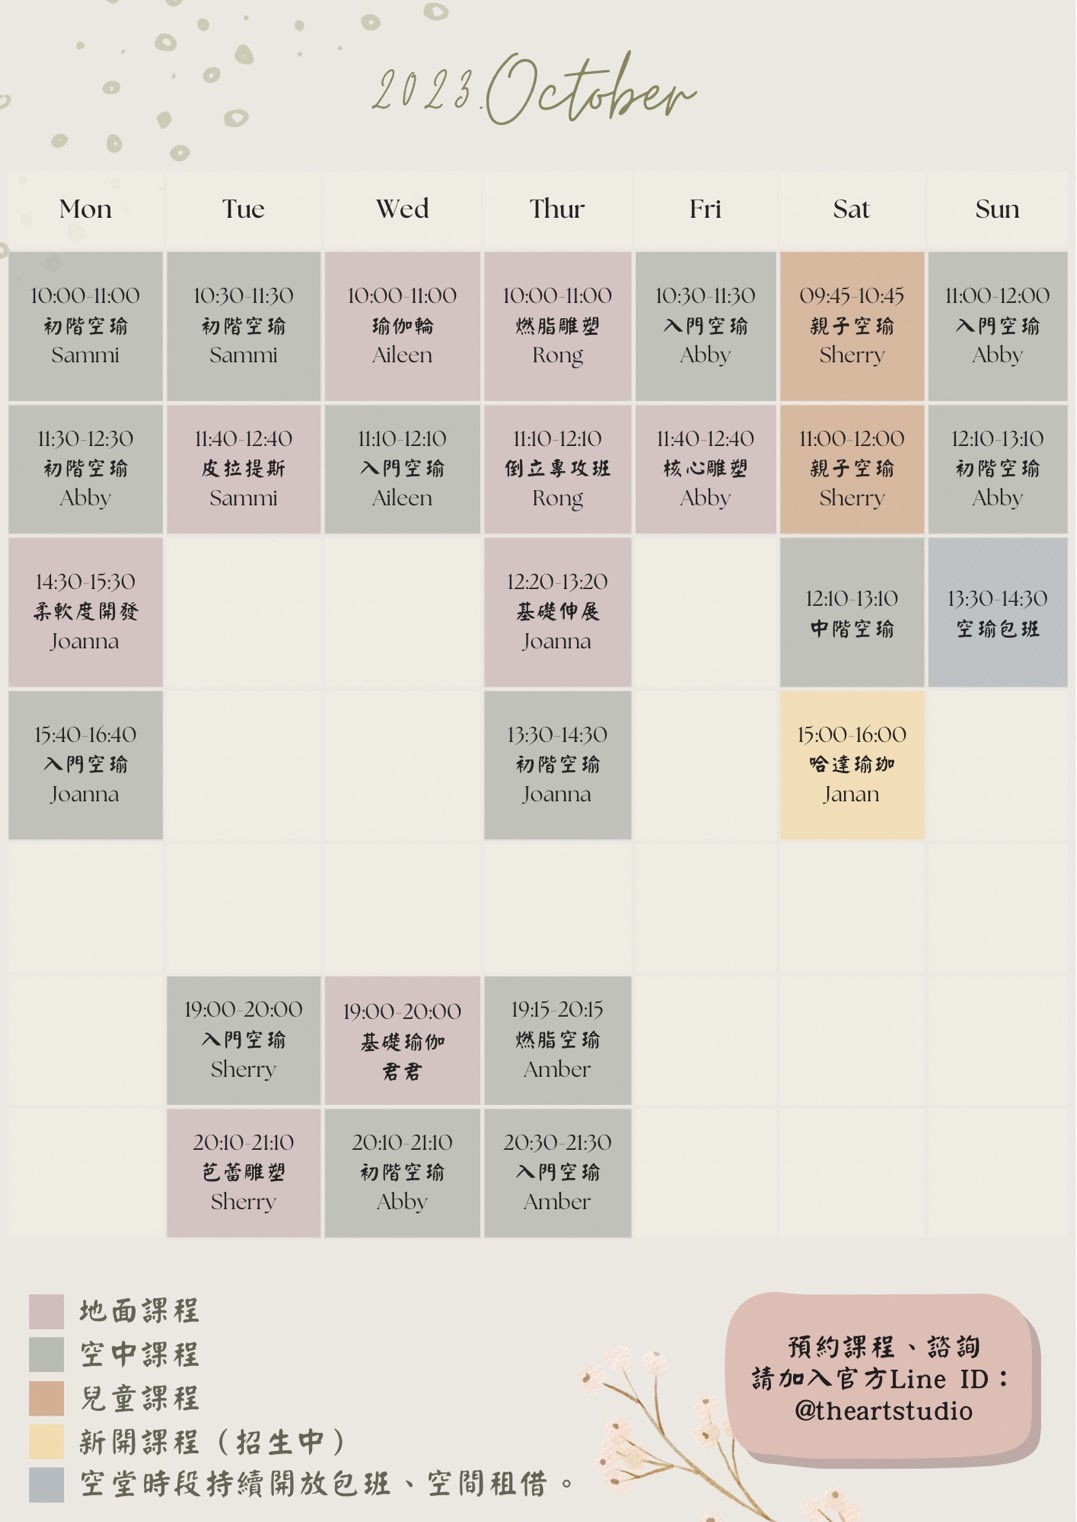 2023.October
Mon Tue Wed Thur Fri Sat Sun
10:00-11:00
初階空瑜
Sammi
10:30-11:30
初階空瑜
Sammi
10:00-11:00
瑜伽輪
Aileen
10:00-11:00
燃脂雕塑
Rong
10:30-11:30
入門空瑜
Abby
09:45-10:45
親子空瑜
Sherry
11:00-12:00
入門空瑜
Abby
11:30-12:30
初階空瑜
Abby
11:40-12:40
皮拉提斯
Sammi
11:10-12:10
入門空瑜
Aileen
11:10-12:10
倒立專攻班
Rong
11:40-12:40
核心雕塑
Abby
11:00-12:00
親子空瑜
Sherry
12:10-13:10
初階空瑜
Abby
14:30-15:30
柔軟度開發
Joanna
12:20-13:20
基礎伸展
Joanna
12:10-13:10
中階空瑜
13:30-14:30
空瑜包班
15:40-16:40
入門空瑜
Joanna
13:30-14:30
初階空瑜
Joanna
15:00-16:00
哈達瑜珈
Janan
19:00-20:00
入門空瑜
Sherry
19:00-20:00
基礎瑜伽
君君
19:15-20:15
燃脂空瑜
Amber
20:10-21:10
芭蕾雕塑
Sherry
20:10-21:10
初階空瑜
Abby
20:30-21:30
入門空瑜
Amber
地面課程
空中課程
兒童課程
新開課程（招生中）
空堂時段持續開放包班、空間租借。
預約課程、諮詢
請加入官方Line ID：
@theartstudio